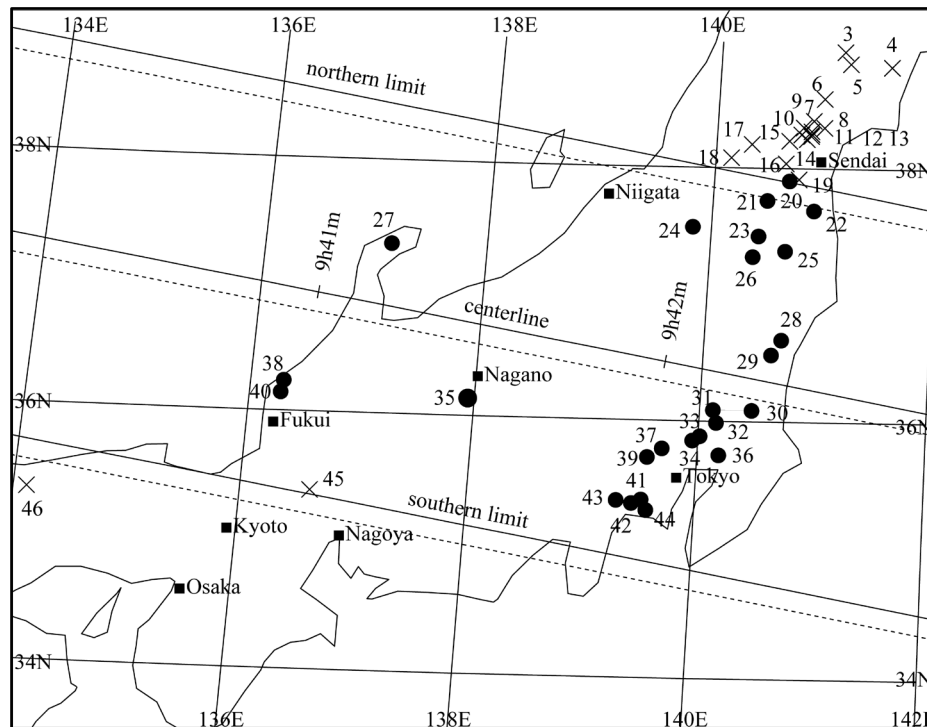 134E 136E 138E 140E
3 4
5
northern limit
6
9 7
10 8
17 15 11 12 13
18 16 14 Sendai
38N 38N
19
Niigata 21 20
22
27 24 23
25
26
9h41m
centerline
9h42m
28
29
38 Nagano
40 35
36N 31 30 36N
Fukui 33 32
37 34 36
39 Tokyo
45 41
46 43
southern limit 42 44
Kyoto Nagoya
Osaka
34N 34N
136E 138E 140E 142E